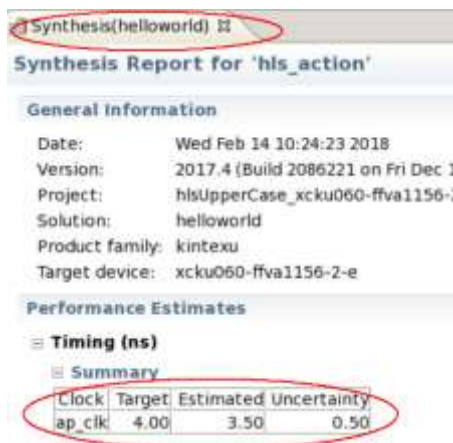 Synthesis(helloworld)
Synthesis Report for 'hls_action'
General Information
Date: Wed Feb 14 10:24:23 2018
Version: 2017.4 (Build 2086221 on Fri Dec 1
Project: hlsUpperCase_xcku060-ffva1156-
Solution: helloworld
Product family: kintexu
Target device: xcku060-ffva1156-2-e
Performance Estimates
Timing (ns)
Summary
Clock Target Estimated Uncertainty
ap_clk 4.00 3.50 0.50